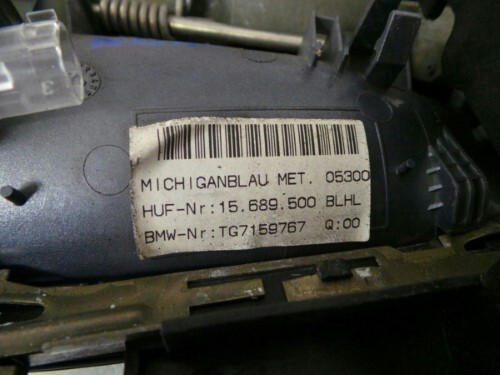 MICHIGANBLAU MET. 05300
HUF-Nr:15.689.500 BLHL
BMW-Nr:TG7159767 Q:00